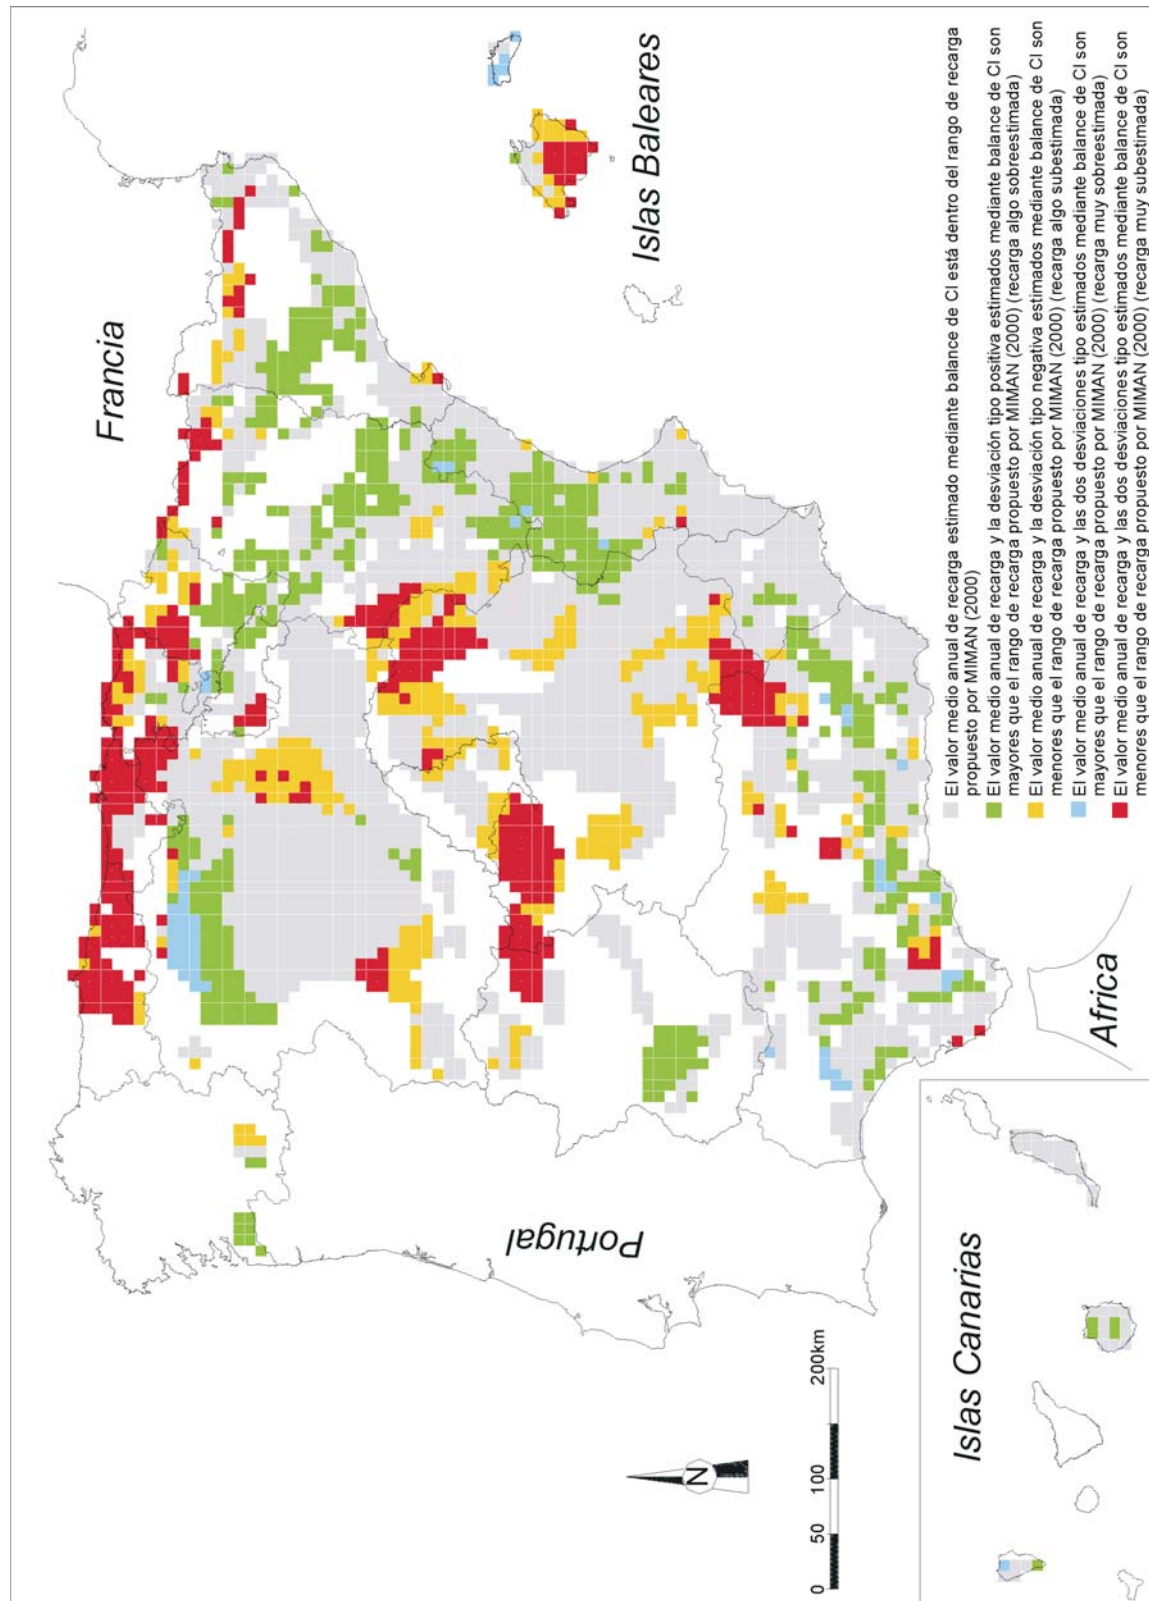 Francia
Islas Baleares
Portugal
Africa
Islas Canarias
N
0 50 100 200km
El valor medio anual de recarga estimado mediante balance de Cl está dentro del rango de recarga
propuesto por MIMAN (2000)
El valor medio anual de recarga y la desviación tipo positiva estimados mediante balance de Cl son
mayores que el rango de recarga propuesto por MIMAN (2000) (recarga algo sobreestimada)
El valor medio anual de recarga y la desviación tipo negativa estimados mediante balance de Cl son
menores que el rango de recarga propuesto por MIMAN (2000) (recarga algo subestimada)
El valor medio anual de recarga y las dos desviaciones tipo estimados mediante balance de Cl son
mayores que el rango de recarga propuesto por MIMAN (2000) (recarga muy sobreestimada)
El valor medio anual de recarga y las dos desviaciones tipo estimados mediante balance de Cl son
menores que el rango de recarga propuesto por MIMAN (2000) (recarga muy subestimada)